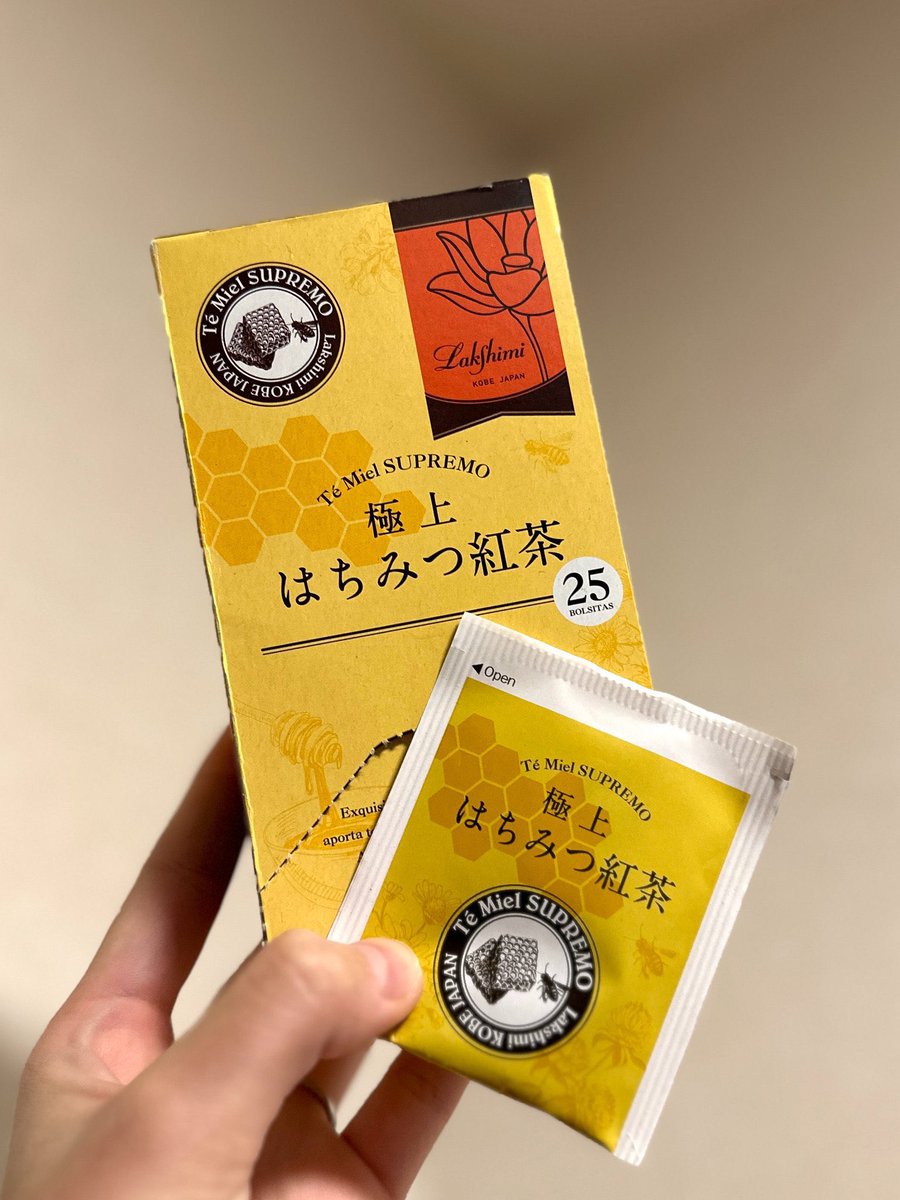 Té Miel SUPREMO
Lakshimi KOBE JAPAN
Lakshimi
KOBE JAPAN
Té Miel SUPREMO
極上
はちみつ紅茶
25
BOLSITAS
aporta
◀Open
Té Miel SUPREMO
極上
はちみつ紅茶
Té Miel SUPREMO
Lakshimi KOBE JAPAN